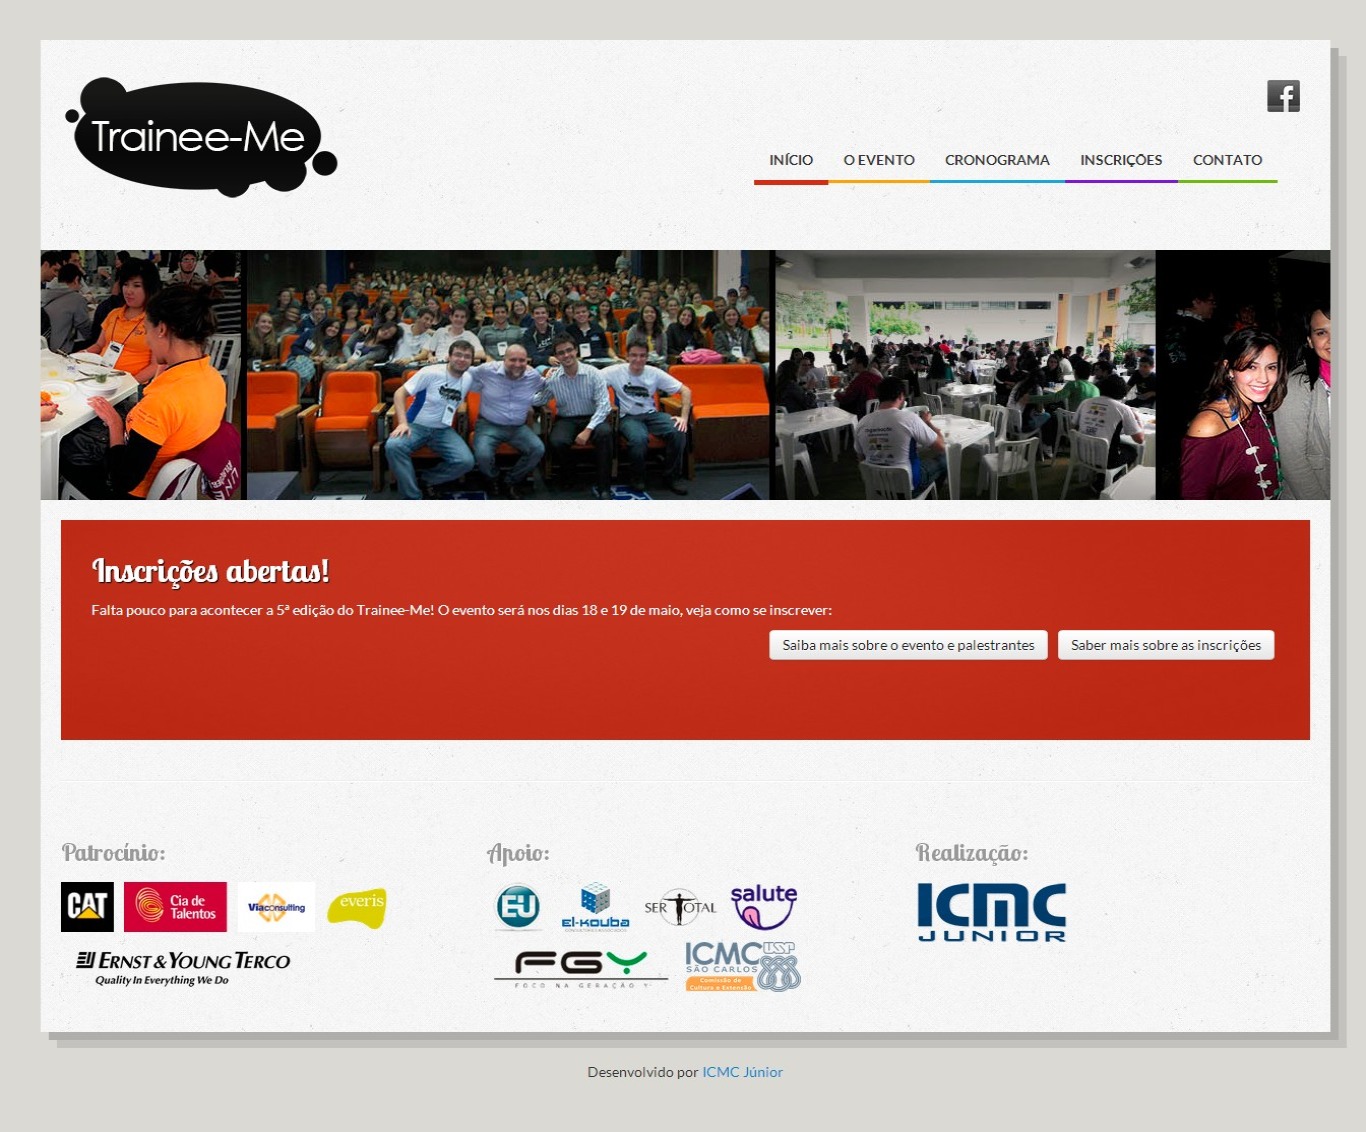 Trainee-Me
INÍCIO
O EVENTO
CRONOGRAMA
INSCRIÇÕES
CONTATO
Inscrições abertas!
Falta pouco para acontecer a 5ª edição do Trainee-Me! O evento será nos dias 18 e 19 de maio, veja como se inscrever:
Saiba mais sobre o evento e palestrantes
Saber mais sobre as inscrições
Patrocínio:
CAT
Cia de
Talentos
Viaconsulting
everis
ERNST & YOUNG TERCO
Quality In Everything We Do
Apoio:
EU
EL-KOUBA
SER TOTAL
salute
FGY
FOCO NA GERAÇÃO Y
ICMC USP
SÃO CARLOS
Comissão de
Cultura e Extensão
Realização:
ICMC
JUNIOR
Desenvolvido por ICMC Júnior